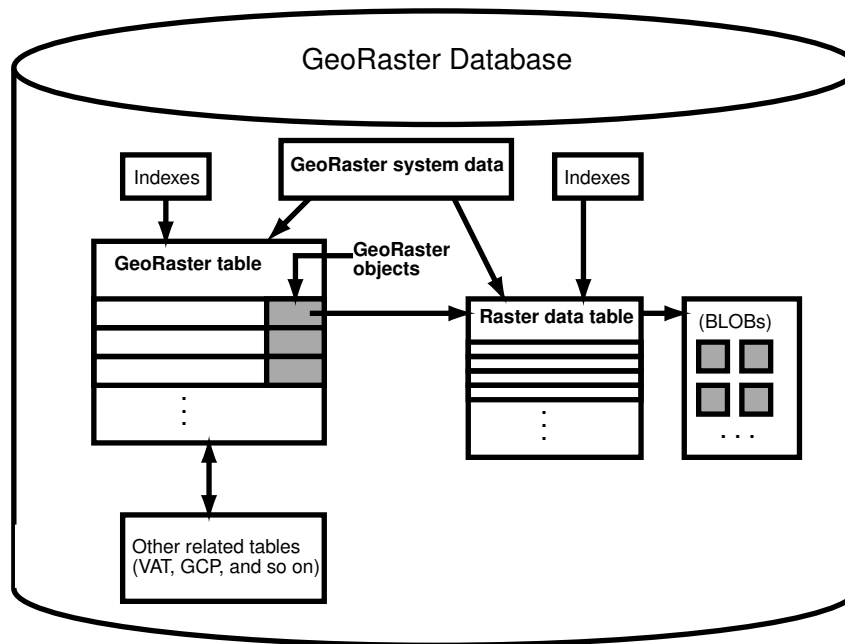 GeoRaster Database
Indexes
GeoRaster system data
Indexes
GeoRaster table
GeoRaster
objects
Raster data table
(BLOBs)
. . .
Other related tables
(VAT, GCP, and so on)